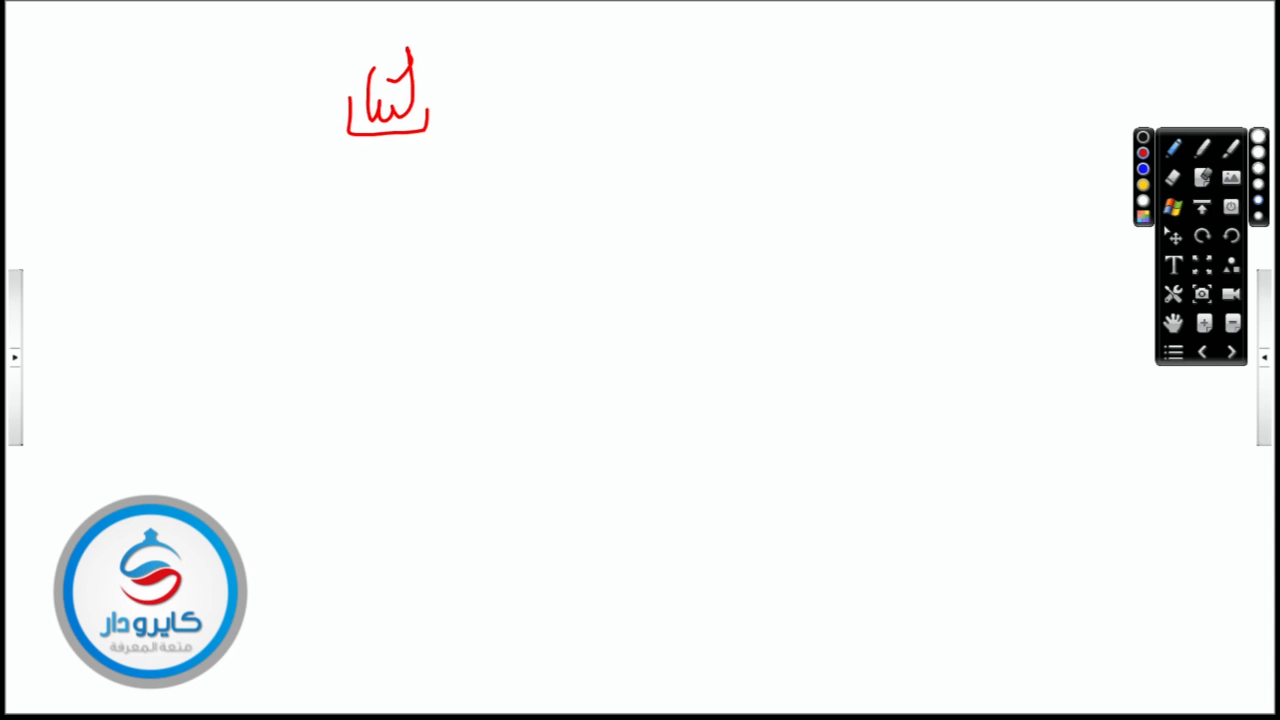 كايرو دار
متعة المعرفة